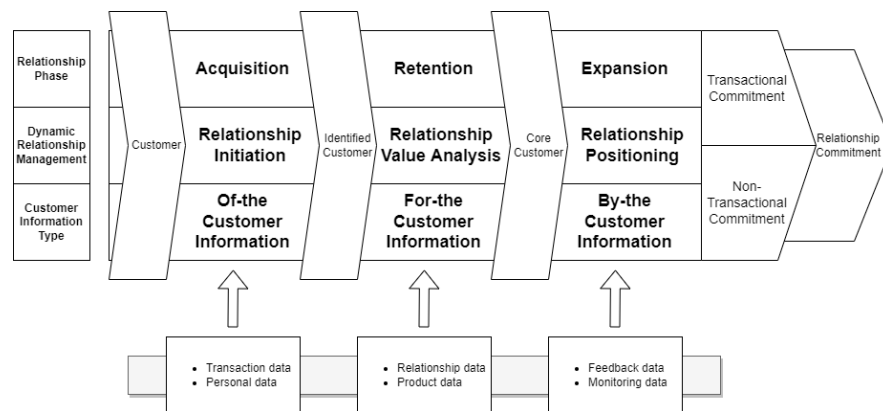 Relationship
Phase
Acquisition
Retention
Expansion
Transactional
Commitment
Dynamic
Relationship
Management
Customer
Relationship
Initiation
Identified
Customer
Relationship
Value Analysis
Core
Customer
Relationship
Positioning
Relationship
Commitment
Customer
Information
Type
Of-the
Customer
Information
For-the
Customer
Information
By-the
Customer
Information
Non-
Transactional
Commitment
• Transaction data
• Personal data
• Relationship data
• Product data
• Feedback data
• Monitoring data